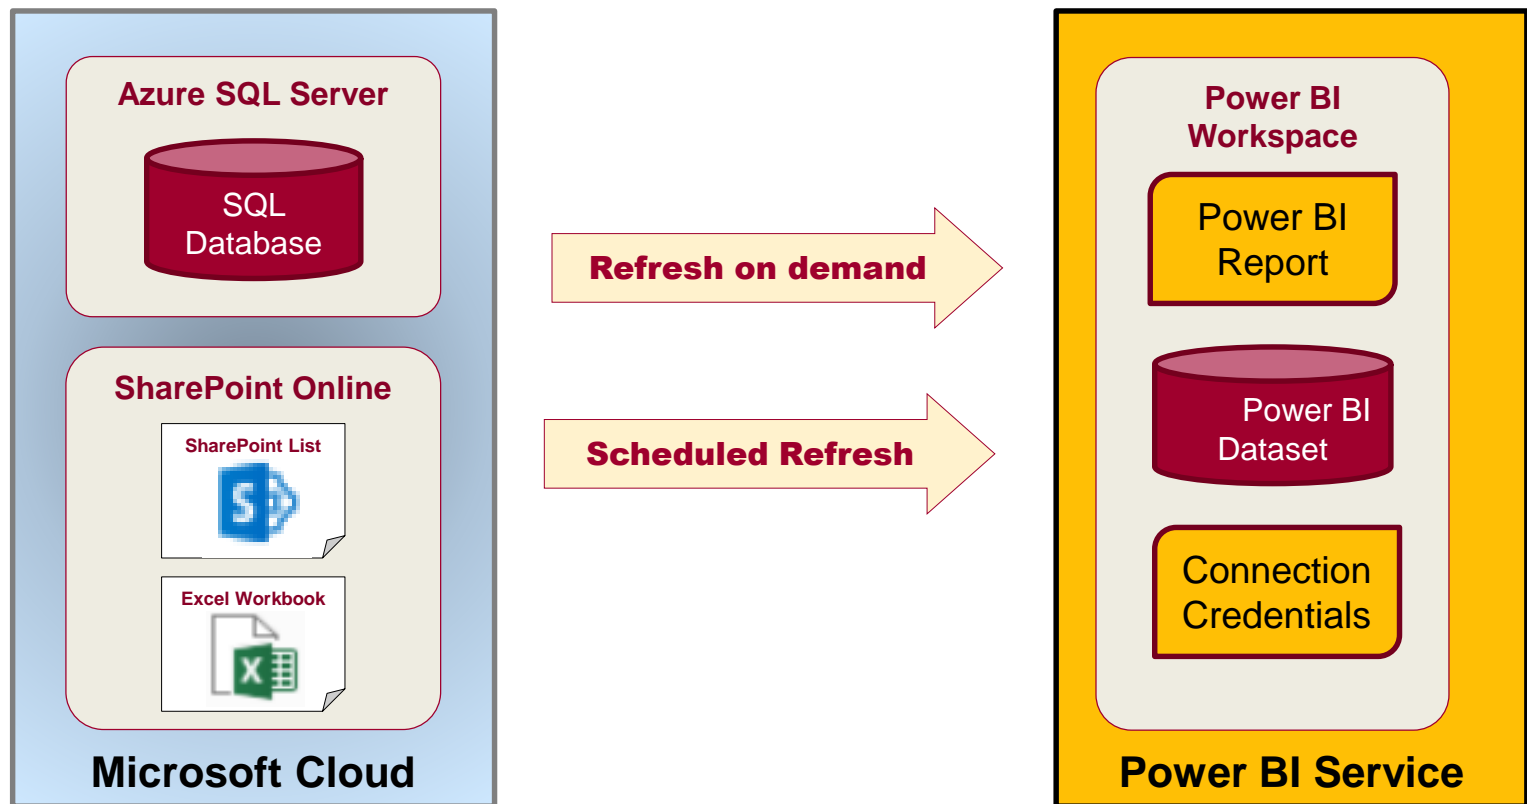 Azure SQL Server
SQL
Database
SharePoint Online
SharePoint List
S
Excel Workbook
X
Microsoft Cloud
Refresh on demand
Scheduled Refresh
Power BI
Workspace
Power BI
Report
Power BI
Dataset
Connection
Credentials
Power BI Service